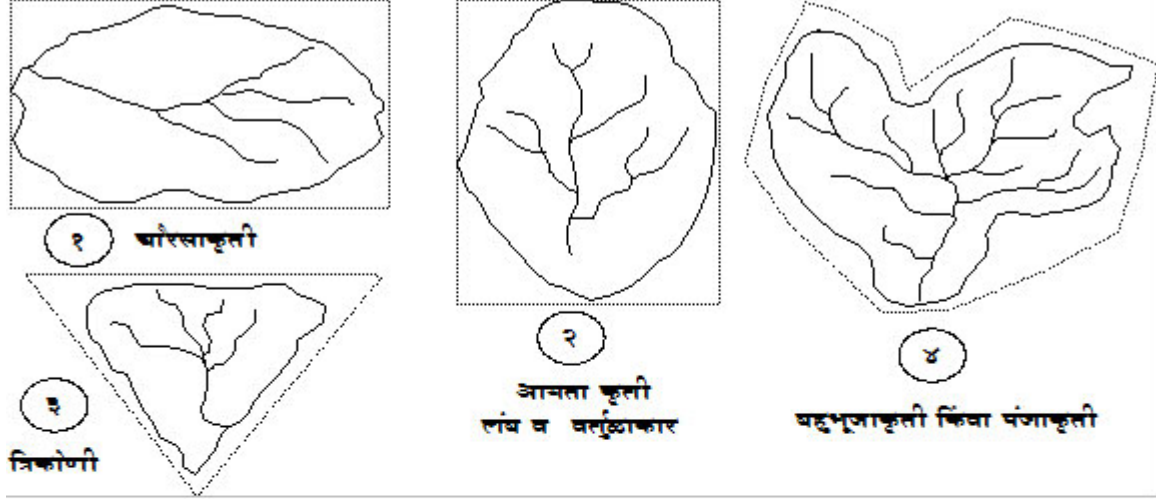 १ चौरसाकृती
२
आयता कृती
लंब व वर्तुळाकार
३
त्रिकोणी
४
बहुभूजाकृती किंवा पंजाकृती